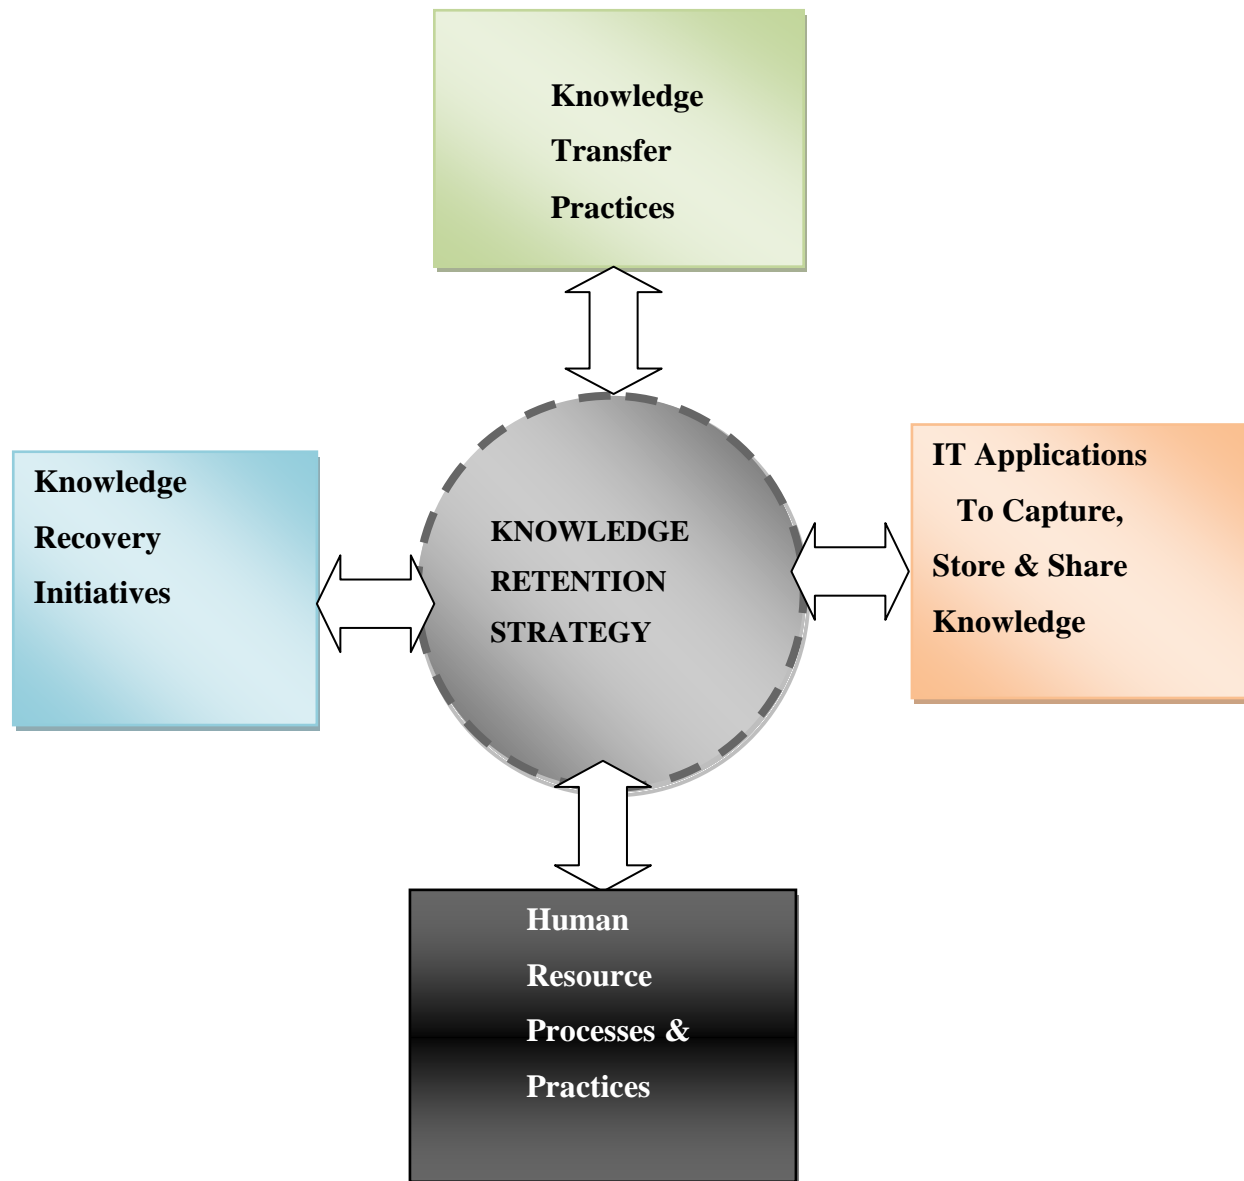 Knowledge
Transfer
Practices
Knowledge
Recovery
Initiatives
KNOWLEDGE
RETENTION
STRATEGY
IT Applications
To Capture,
Store & Share
Knowledge
Human
Resource
Processes &
Practices